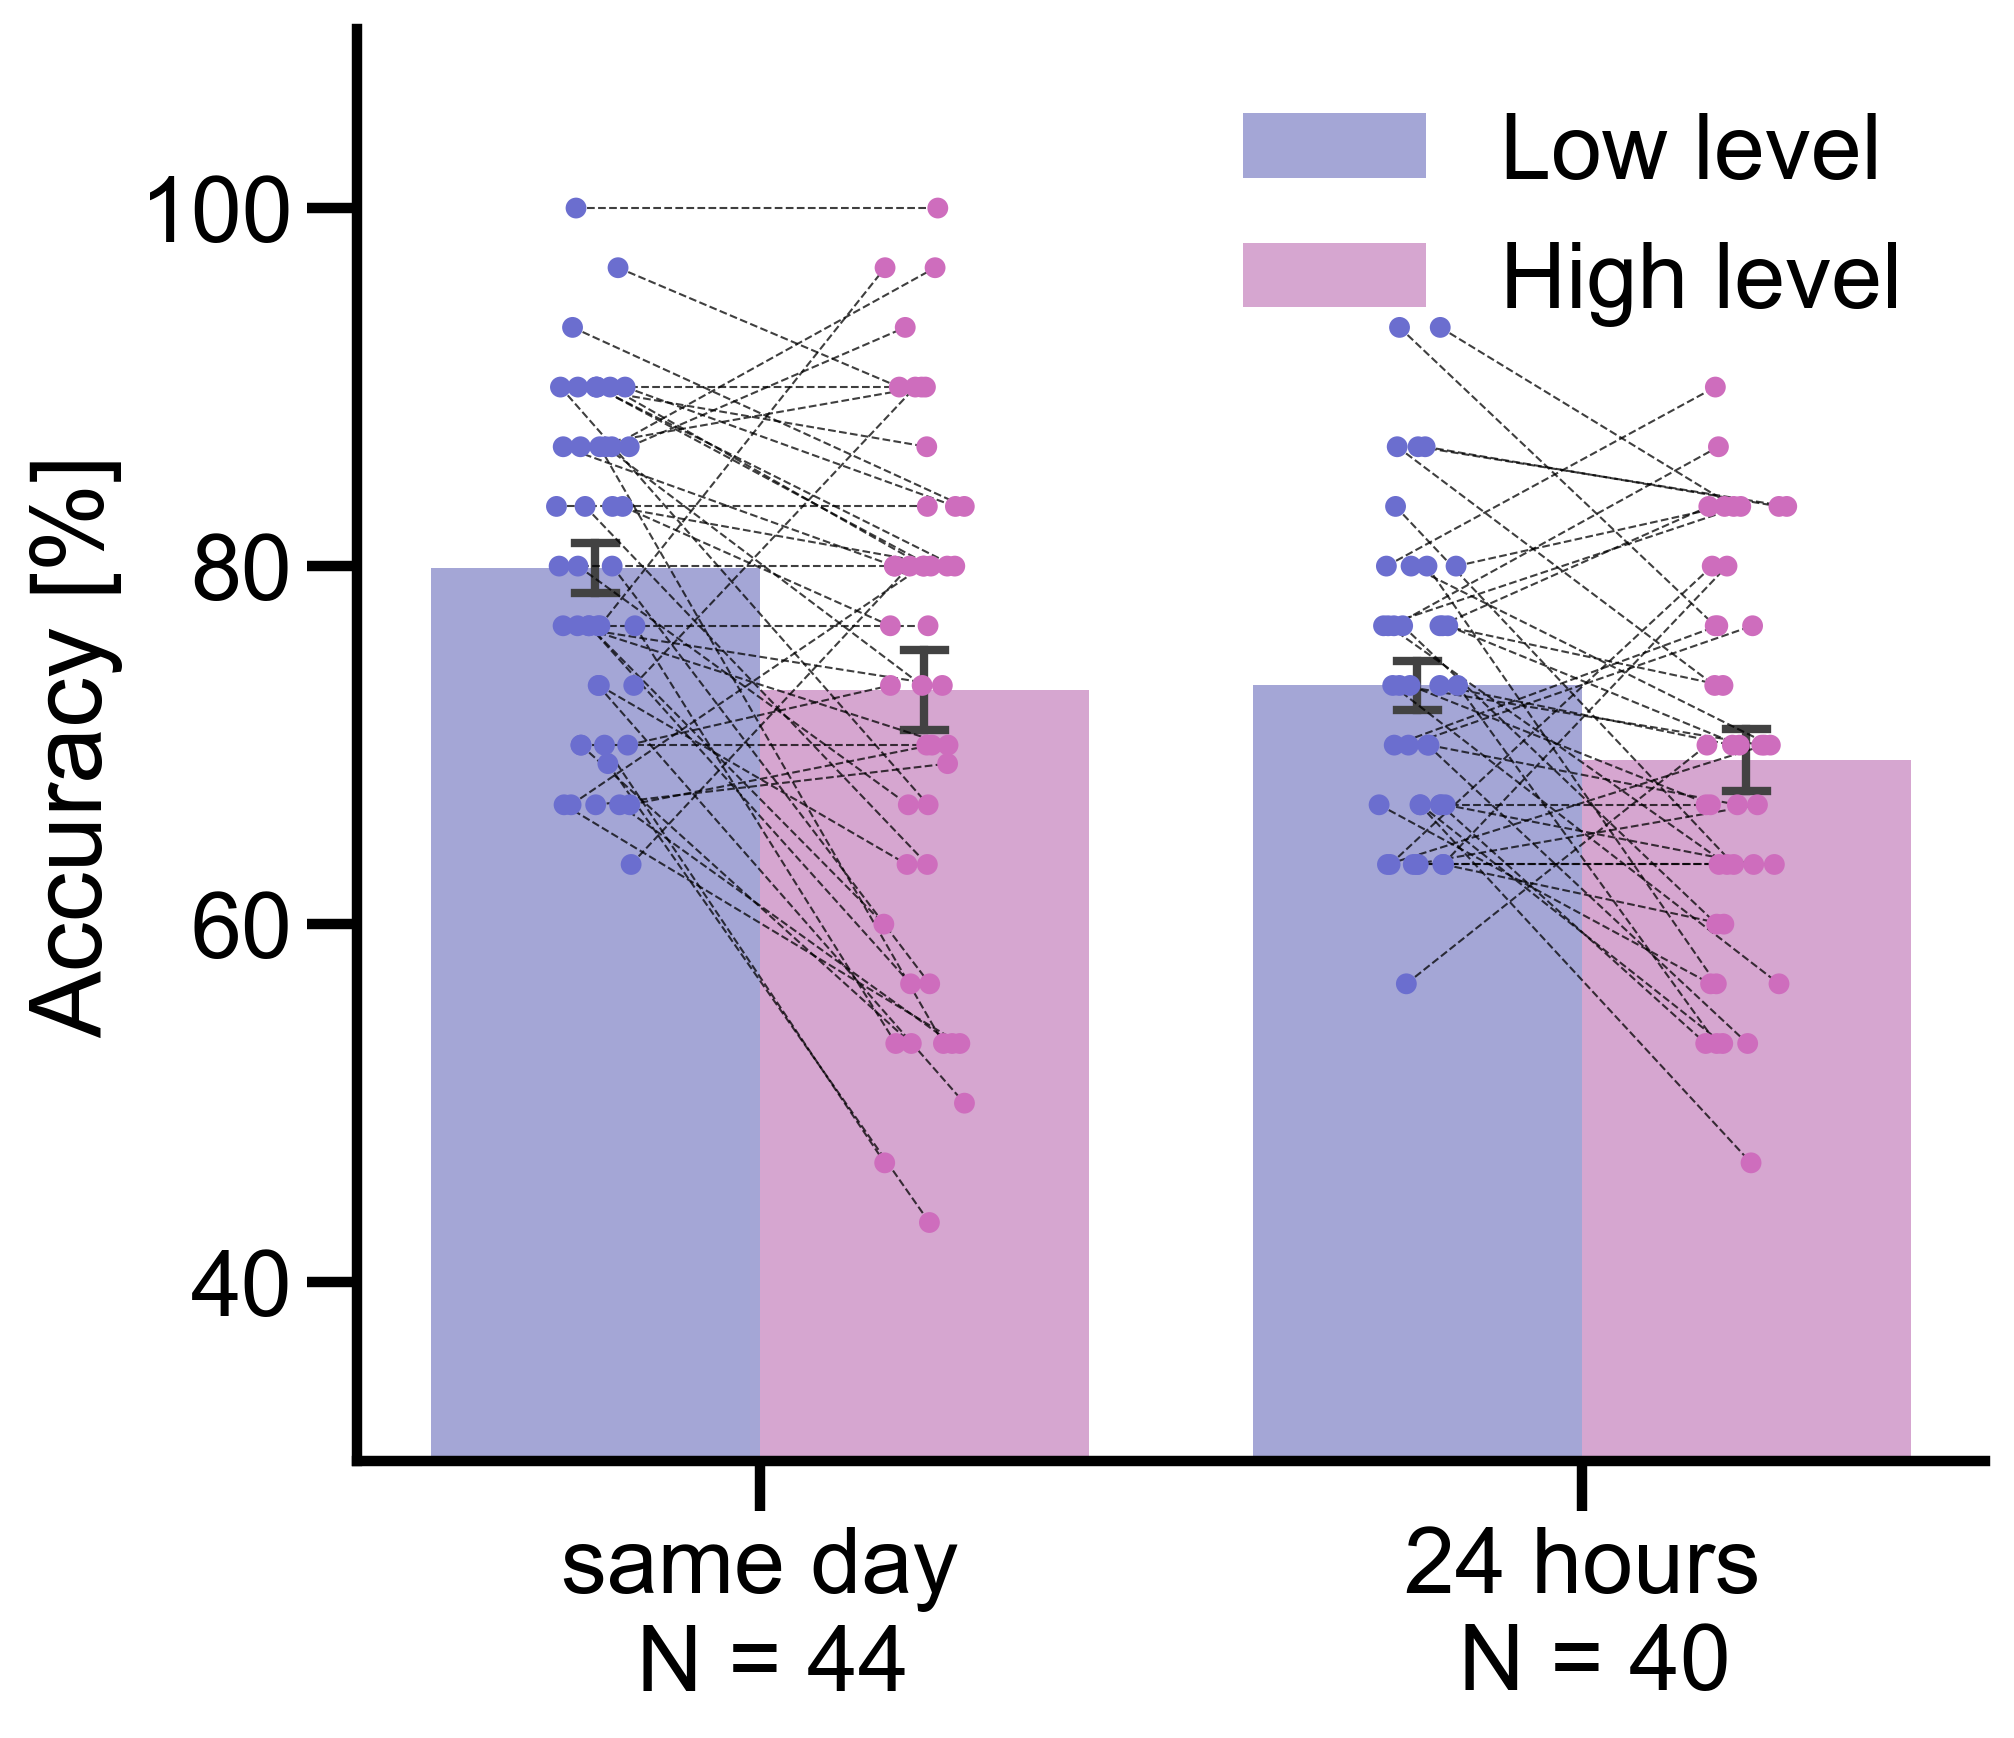 Accuracy [%]
100
80
60
40
Low level
High level
same day
N = 44
24 hours
N = 40